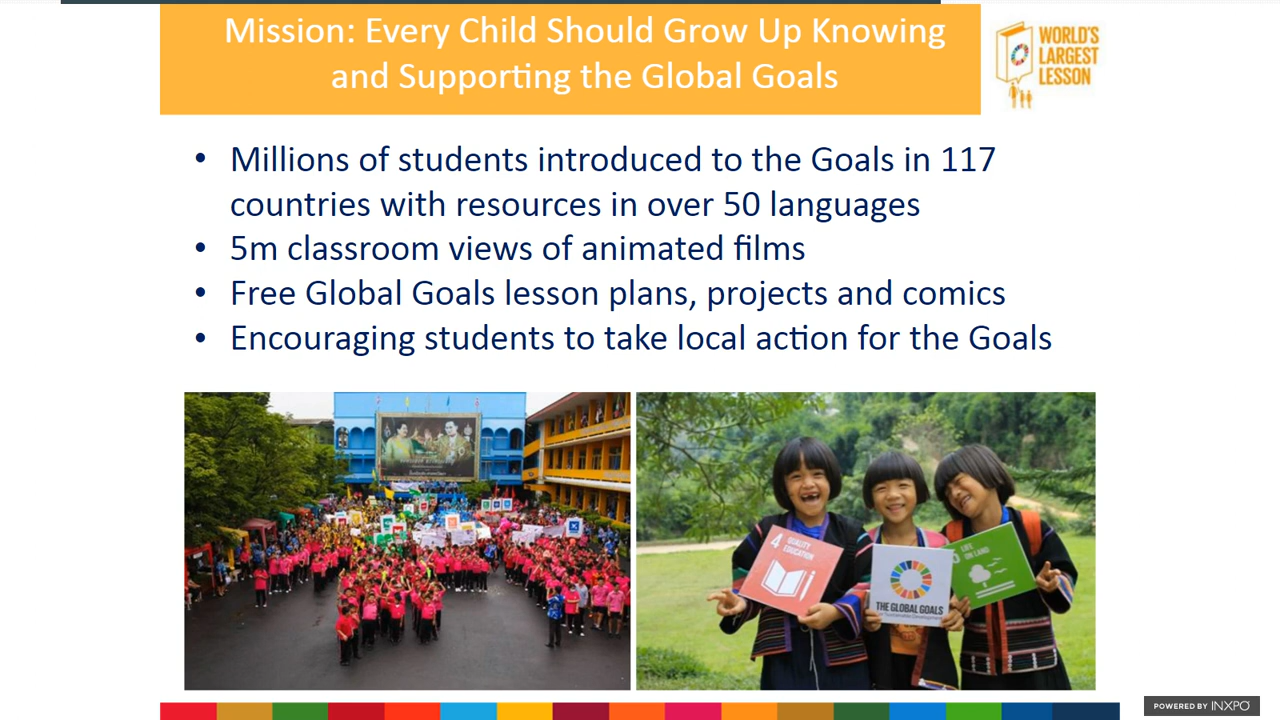 Mission: Every Child Should Grow Up Knowing
and Supporting the Global Goals
WORLD'S
LARGEST
LESSON
• Millions of students introduced to the Goals in 117
countries with resources in over 50 languages
• 5m classroom views of animated films
• Free Global Goals lesson plans, projects and comics
• Encouraging students to take local action for the Goals
4 QUALITY
EDUCATION
THE GLOBAL GOALS
For Sustainable Development
LIFE
ON LAND
POWERED BY INXPO